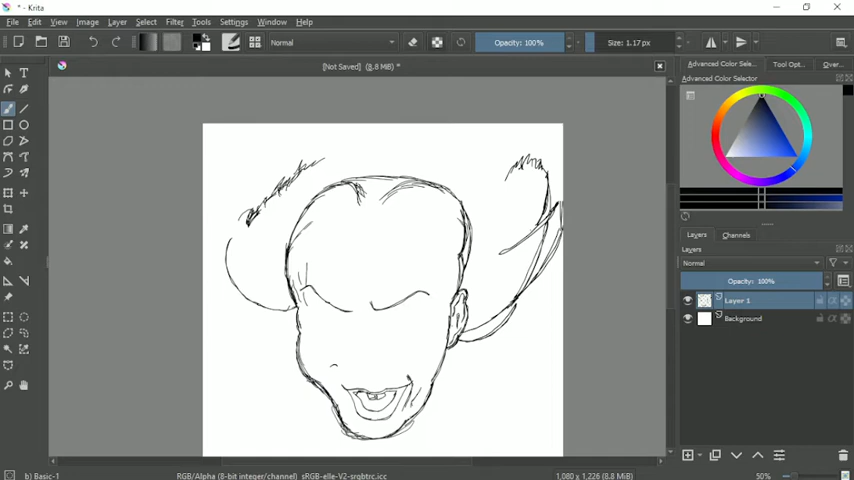 * - Krita
File Edit View Image Layer Select Filter Tools Settings Window Help
Normal Opacity: 100% Size: 1.17 px
[Not Saved] (8.8 MiB) *
Advanced Color Sele... Tool Opt... Over...
Advanced Color Selector
Layers Channels
Layers
Normal
Opacity: 100%
Layer 1
Background
b) Basic-1 RGB/Alpha (8-bit integer/channel) sRGB-elle-V2-srgbtrc.icc 1,080 x 1,226 (8.8 MiB) 50%